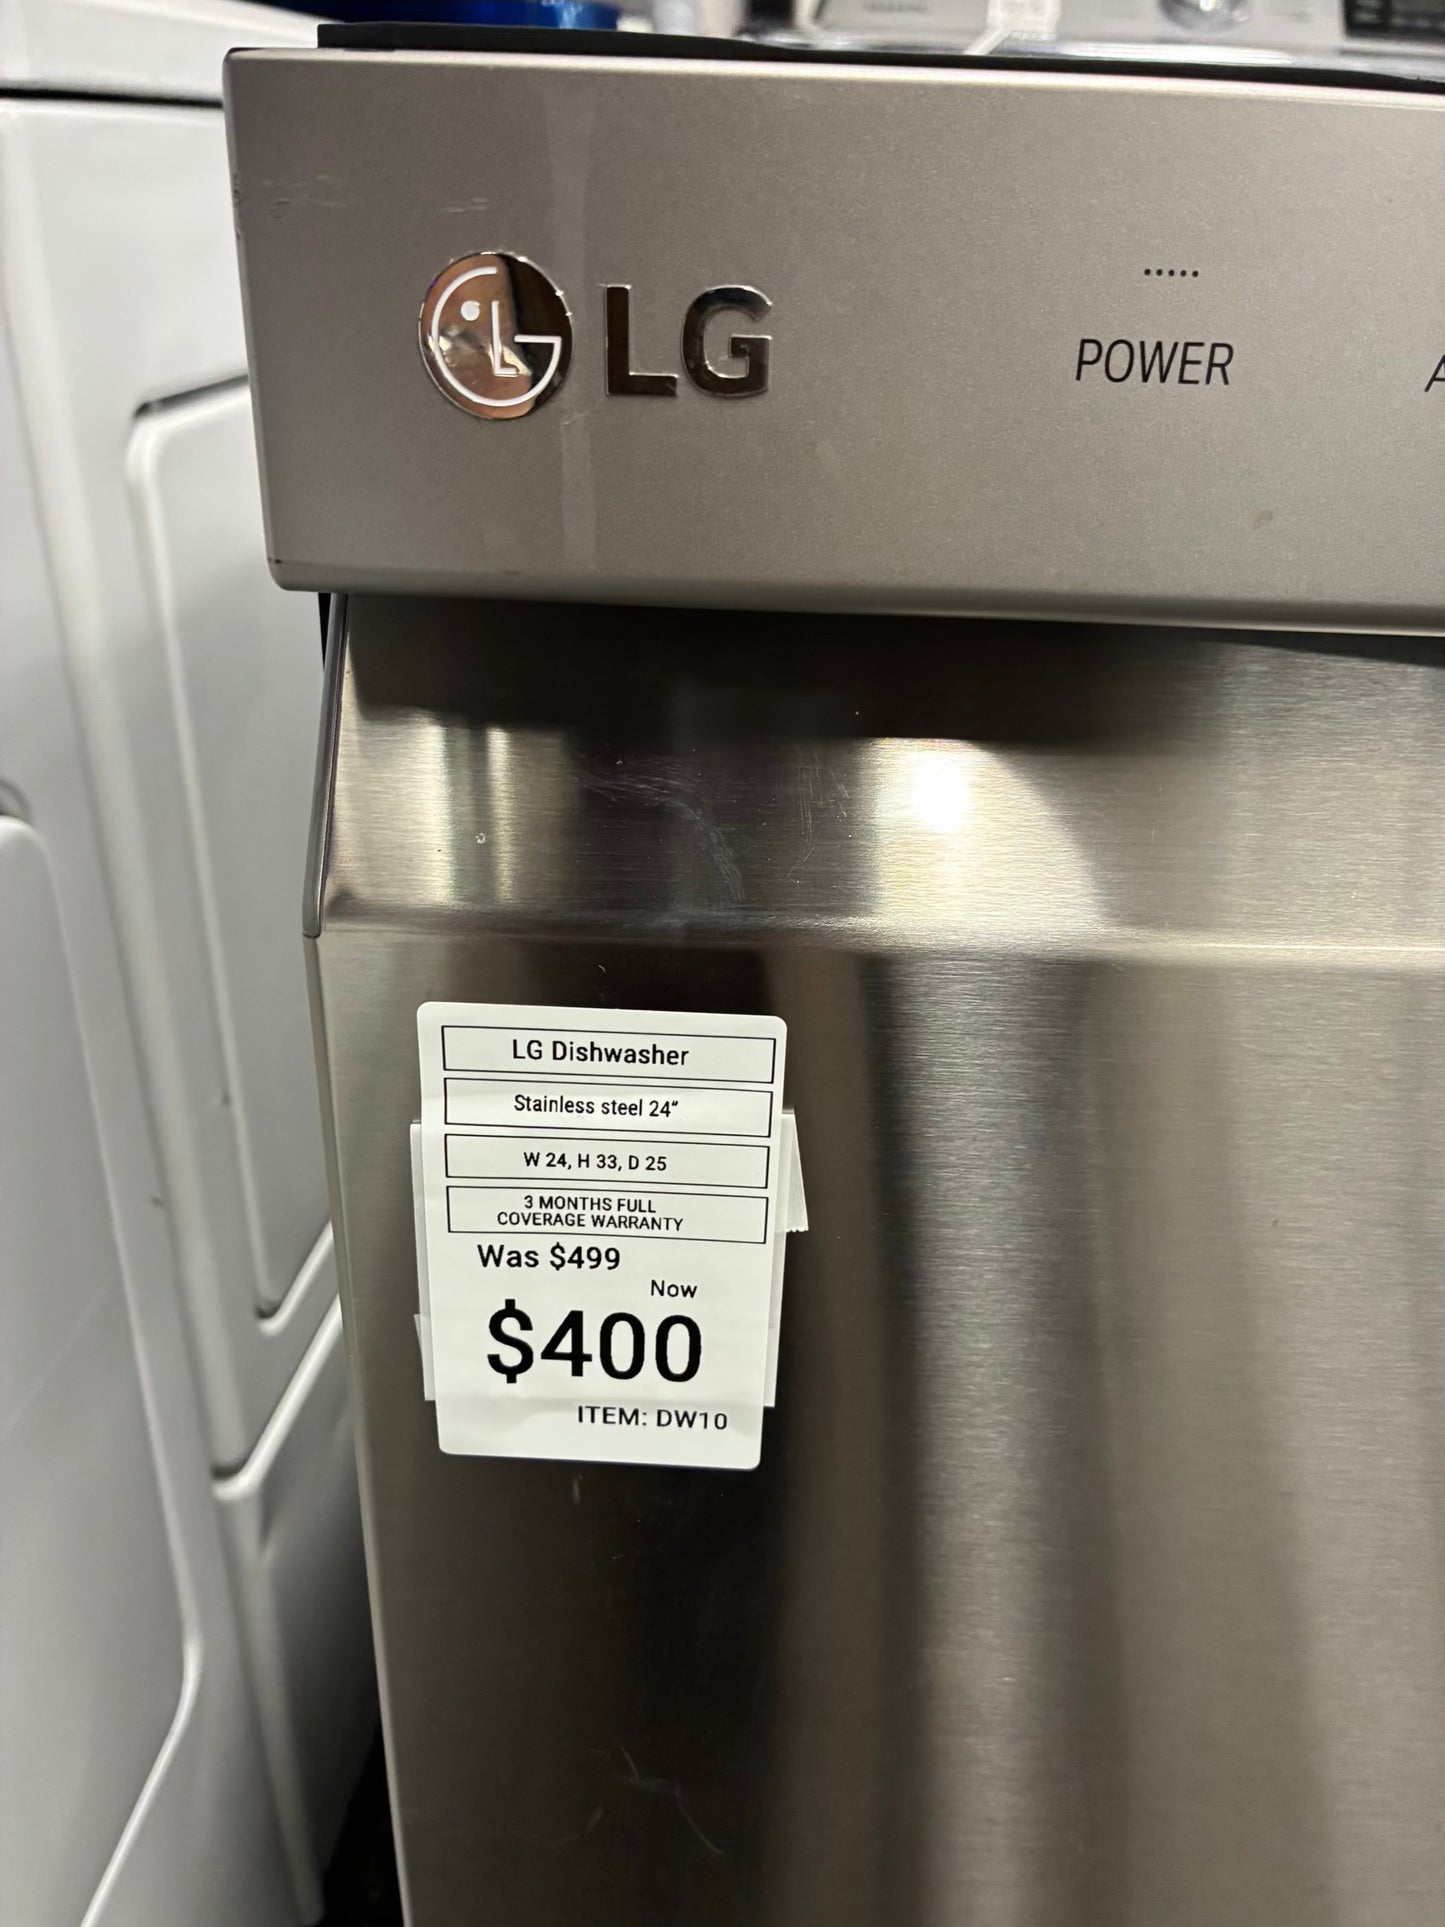 LG
POWER
LG Dishwasher
Stainless steel 24"
W 24, H 33, D 25
3 MONTHS FULL
COVERAGE WARRANTY
Was $499
Now
$400
ITEM: DW10